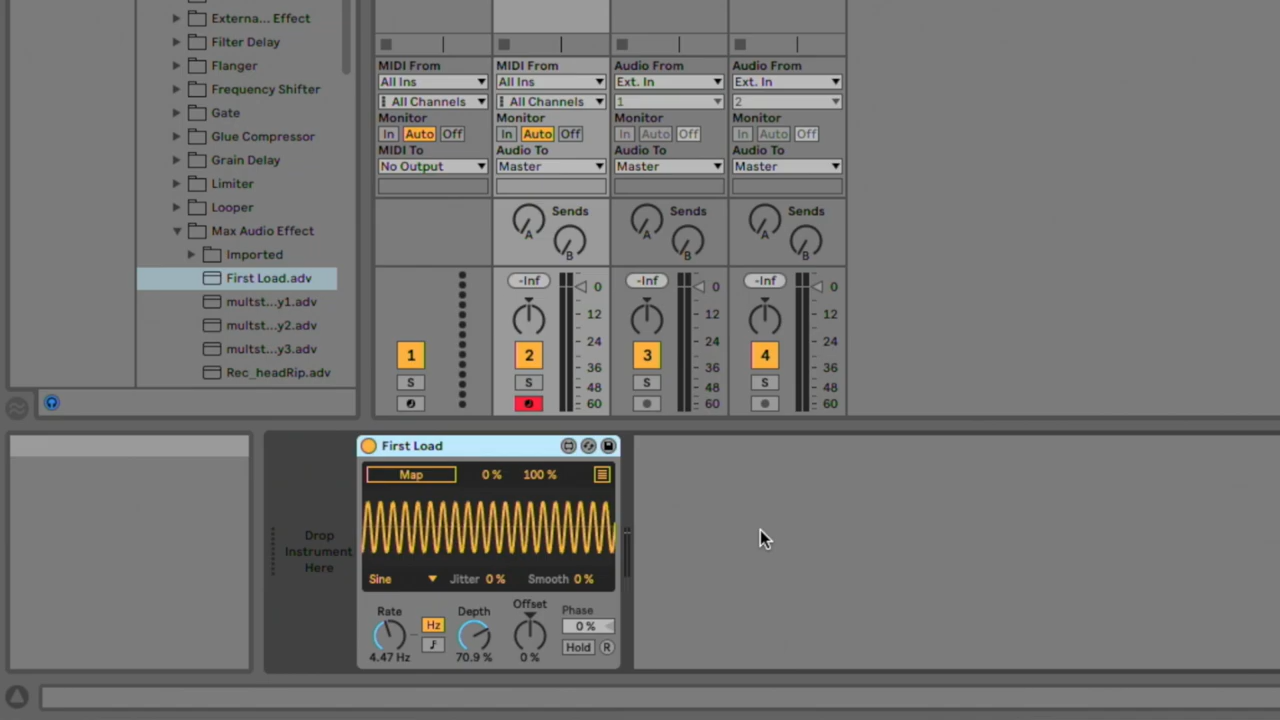 Externa... Effect
Filter Delay
Flanger
Frequency Shifter
Gate
Glue Compressor
Grain Delay
Limiter
Looper
Max Audio Effect
Imported
First Load.adv
multst...y1.adv
multst...y2.adv
multst...y3.adv
Rec_headRip.adv
MIDI From MIDI From Audio From Audio From
All Ins All Ins Ext. In Ext. In
All Channels All Channels 1 2
Monitor Monitor Monitor Monitor
In Auto Off In Auto Off In Auto Off In Auto Off
MIDI To Audio To Audio To Audio To
No Output Master Master Master
Sends Sends Sends
A A A
B B B
-Inf 0 -Inf 0 -Inf 0
12 12 12
24 24 24
1 2 3 4
36 36 36
S S S S
48 48 48
60 60 60
First Load
Map 0 % 100 %
Drop
Instrument
Here
Sine Jitter 0 % Smooth 0 %
Rate Hz Depth Offset Phase
0 %
Hold R
4.47 Hz 70.9 % 0 %